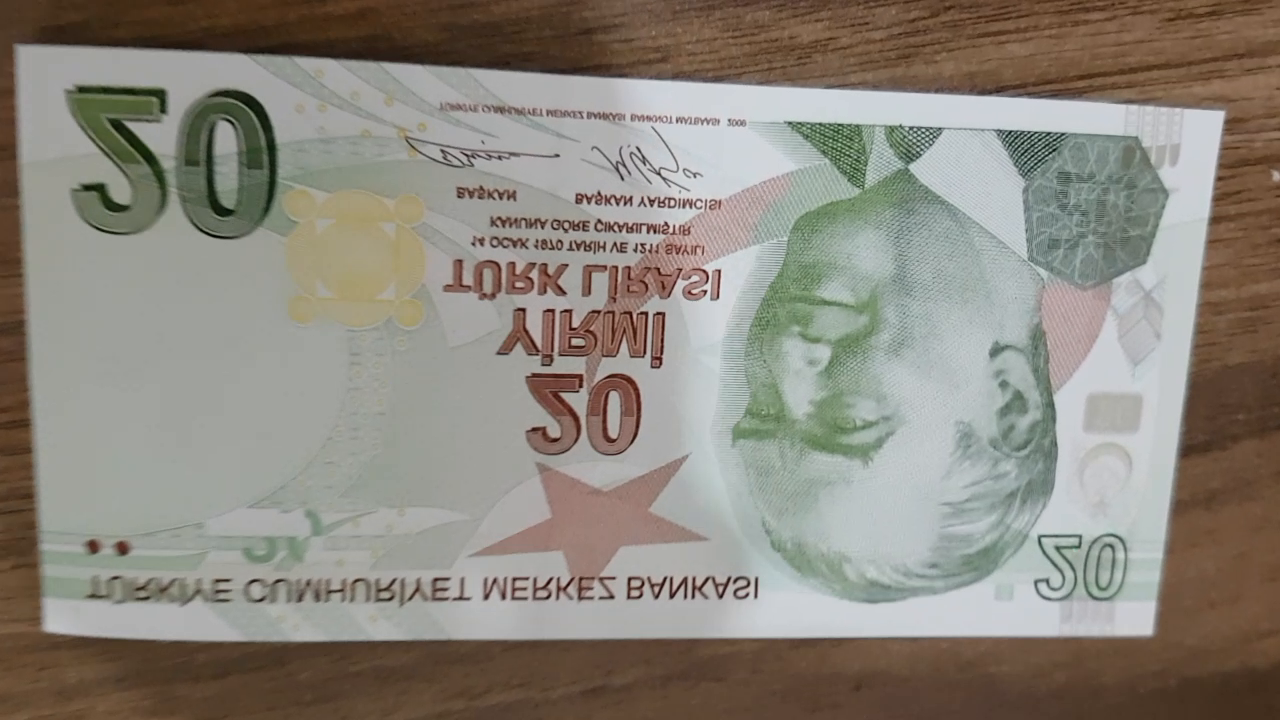 TÜRKİYE CUMHURİYET MERKEZ BANKASI
20
20
YİRMİ
TÜRK LİRASI
14 OCAK 1970 TARİH VE 1211 SAYILI
KANUNA GÖRE ÇIKARILMIŞTIR
BAŞKAN BAŞKAN YARDINCISI
TÜRKİYE CUMHURİYET MERKEZ BANKASI BANKNOT MATBAASI 2009
20